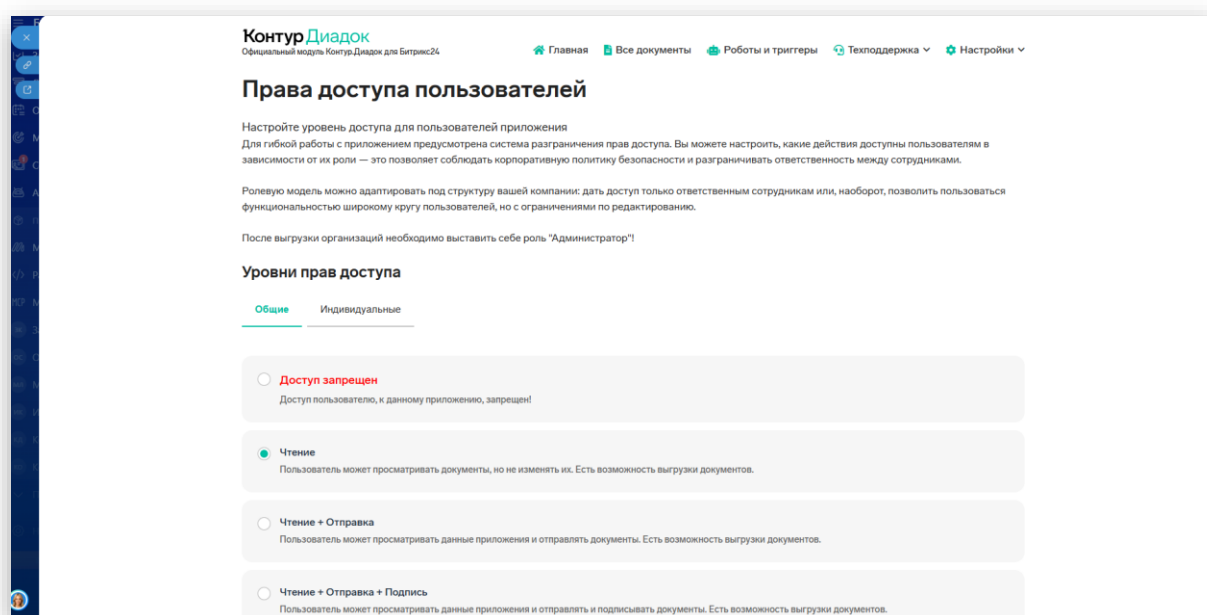 КонтурДиадок
Официальный модуль Контур.Диадок для Битрикс24
Главная Все документы Роботы и триггеры Техподдержка Настройки
Права доступа пользователей
Настройте уровень доступа для пользователей приложения
Для гибкой работы с приложением предусмотрена система разграничения прав доступа. Вы можете настроить, какие действия доступны пользователям в
зависимости от их роли — это позволяет соблюдать корпоративную политику безопасности и разграничивать ответственность между сотрудниками.
Ролевую модель можно адаптировать под структуру вашей компании: дать доступ только ответственным сотрудникам или, наоборот, позволить пользоваться
функциональностью широкому кругу пользователей, но с ограничениями по редактированию.
После выгрузки организаций необходимо выставить себе роль "Администратор"!
Уровни прав доступа
Общие Индивидуальные
Доступ запрещен
Доступ пользователю, к данному приложению, запрещен!
Чтение
Пользователь может просматривать документы, но не изменять их. Есть возможность выгрузки документов.
Чтение + Отправка
Пользователь может просматривать данные приложения и отправлять документы. Есть возможность выгрузки документов.
Чтение + Отправка + Подпись
Пользователь может просматривать данные приложения и отправлять и подписывать документы. Есть возможность выгрузки документов.